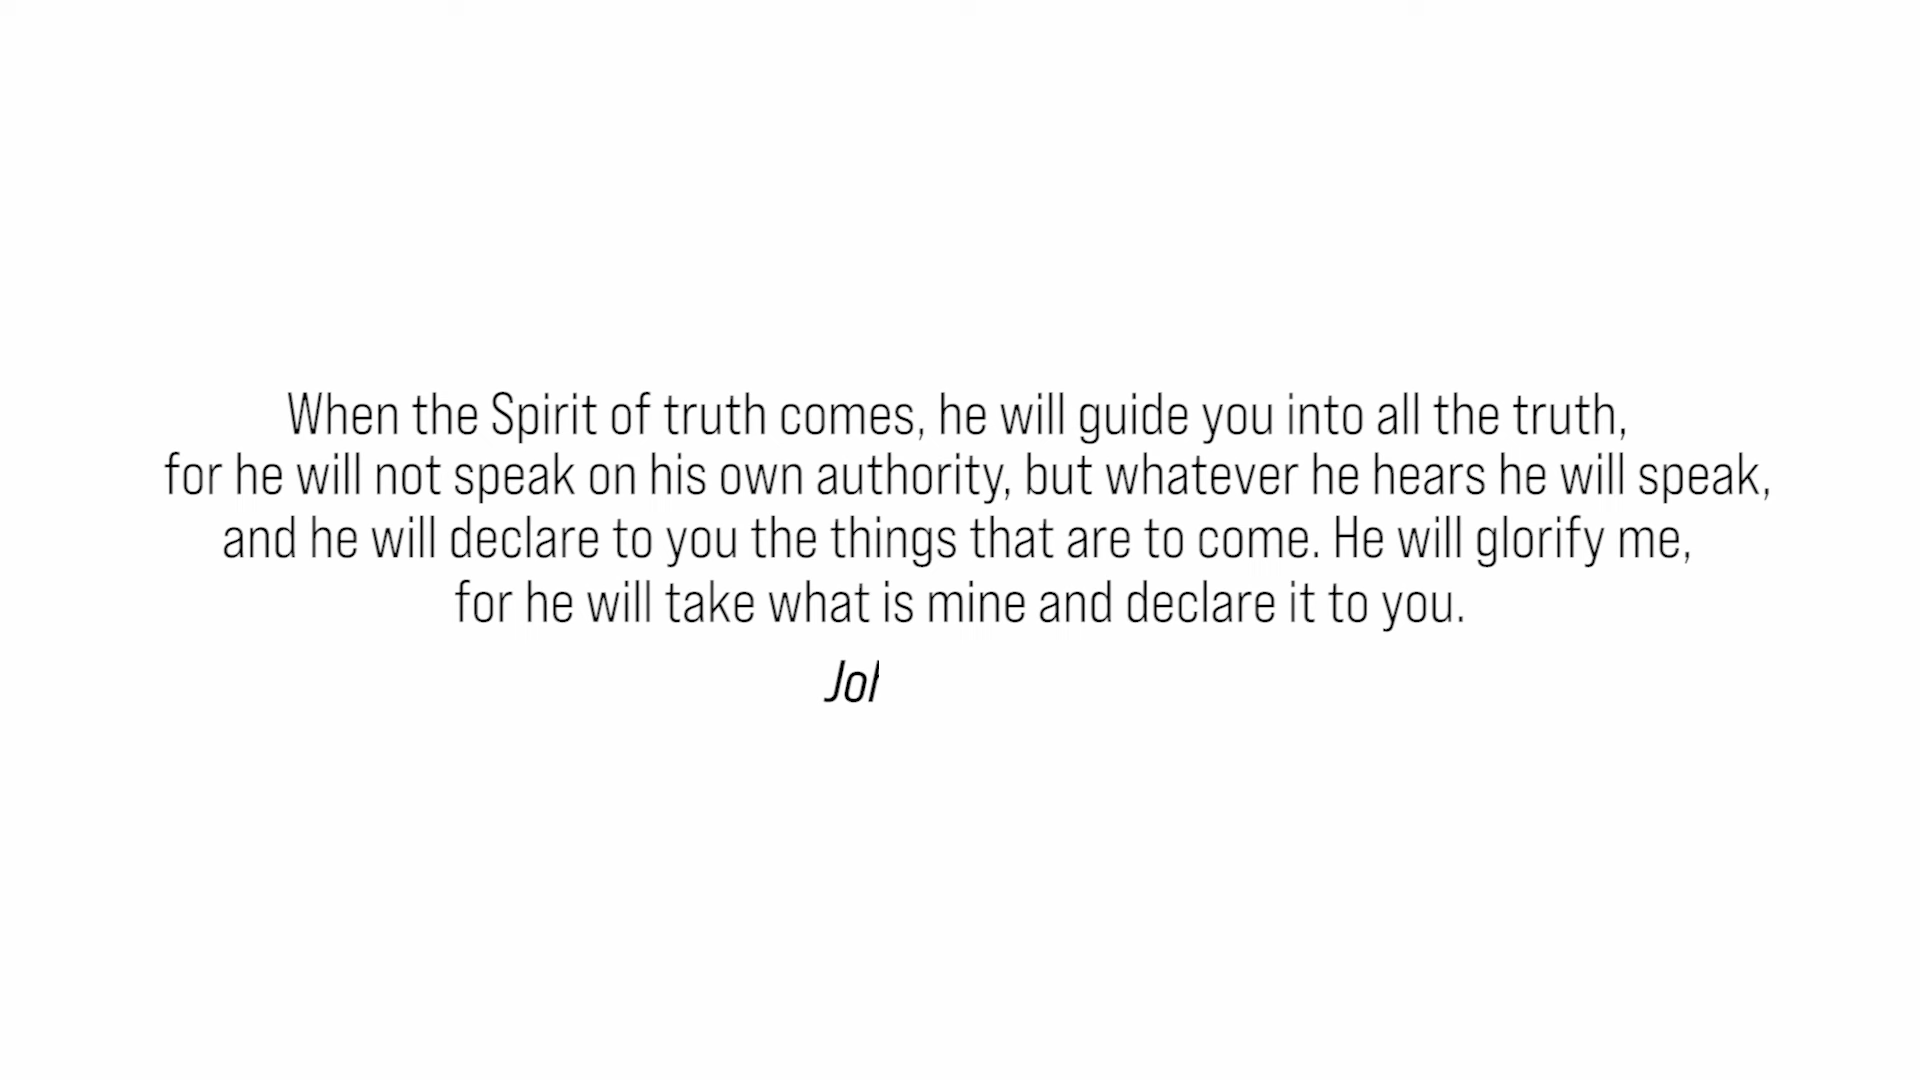 When the Spirit of truth comes, he will guide you into all the truth,
for he will not speak on his own authority, but whatever he hears he will speak,
and he will declare to you the things that are to come. He will glorify me,
for he will take what is mine and declare it to you.